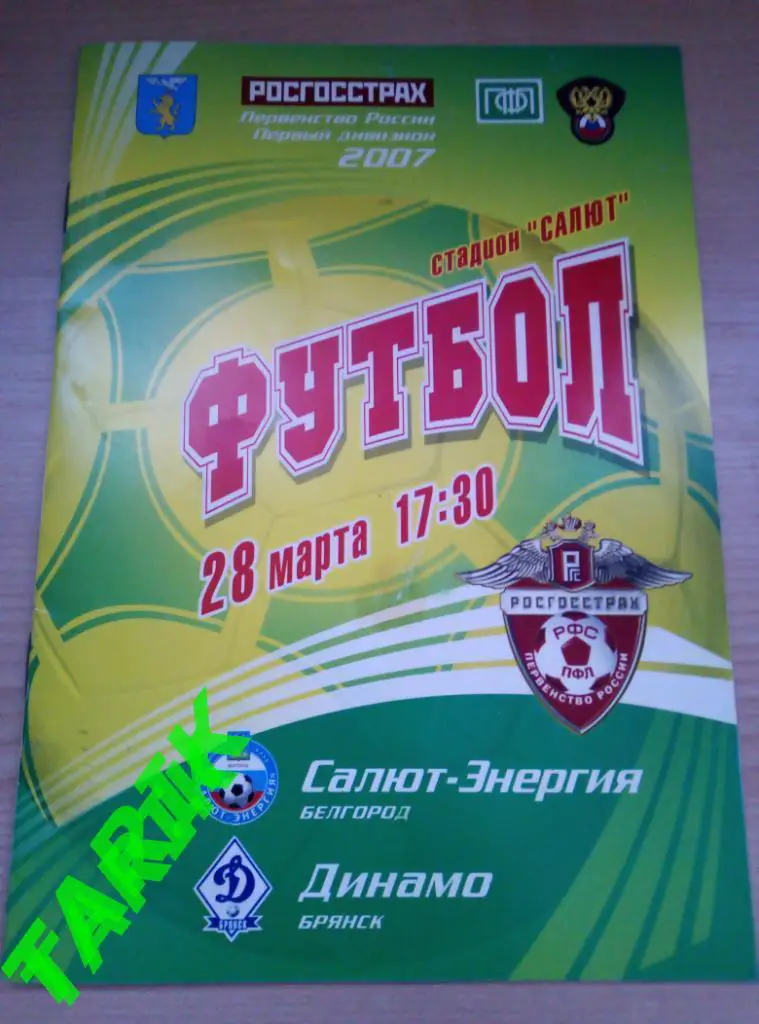 РОСГОССТРАХ
Первенство России
Первый дивизион
2007
ПФЛ
стадион "САЛЮТ"
ФУТБОЛ
28 марта 17:30
РОСГОССТРАХ
РФС
ПФЛ
ПЕРВЕНСТВО РОССИИ
Салют-Энергия
БЕЛГОРОД
Динамо
БРЯНСК
Д
БРЯНСК
TARIK